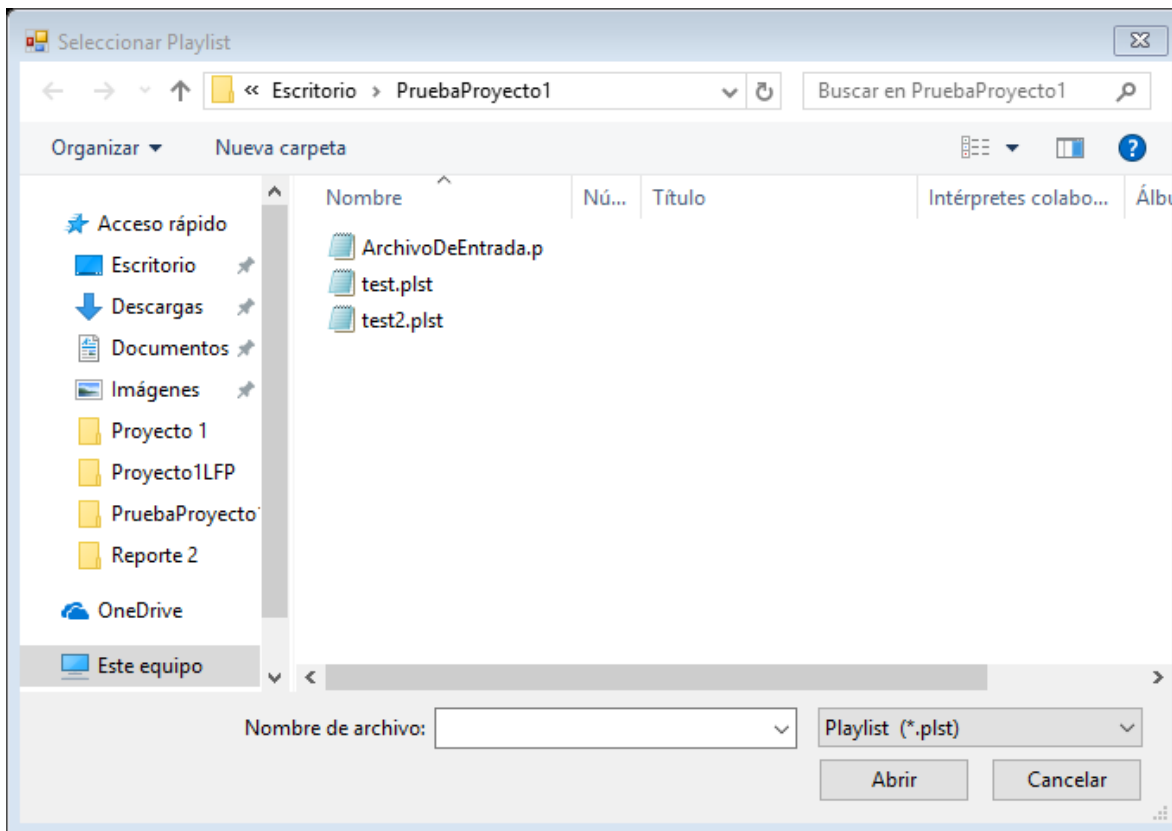 Seleccionar Playlist
« Escritorio > PruebaProyecto1
Buscar en PruebaProyecto1
Organizar
Nueva carpeta
?
Nombre
Nú...
Título
Intérpretes colabo...
Álbu
Acceso rápido
Escritorio
Descargas
Documentos
Imágenes
Proyecto 1
Proyecto1LFP
PruebaProyecto1
Reporte 2
OneDrive
Este equipo
ArchivoDeEntrada.p
test.plst
test2.plst
Nombre de archivo:
Playlist (*.plst)
Abrir
Cancelar